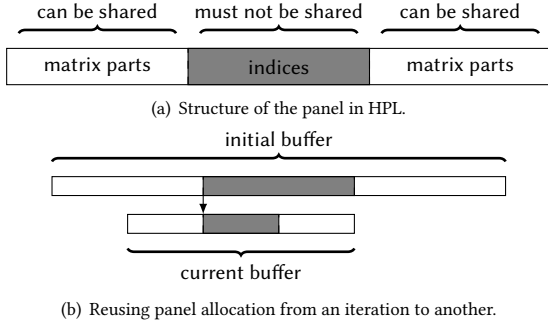 can be shared must not be shared can be shared
matrix parts indices matrix parts
(a) Structure of the panel in HPL.
initial buffer
current buffer
(b) Reusing panel allocation from an iteration to another.